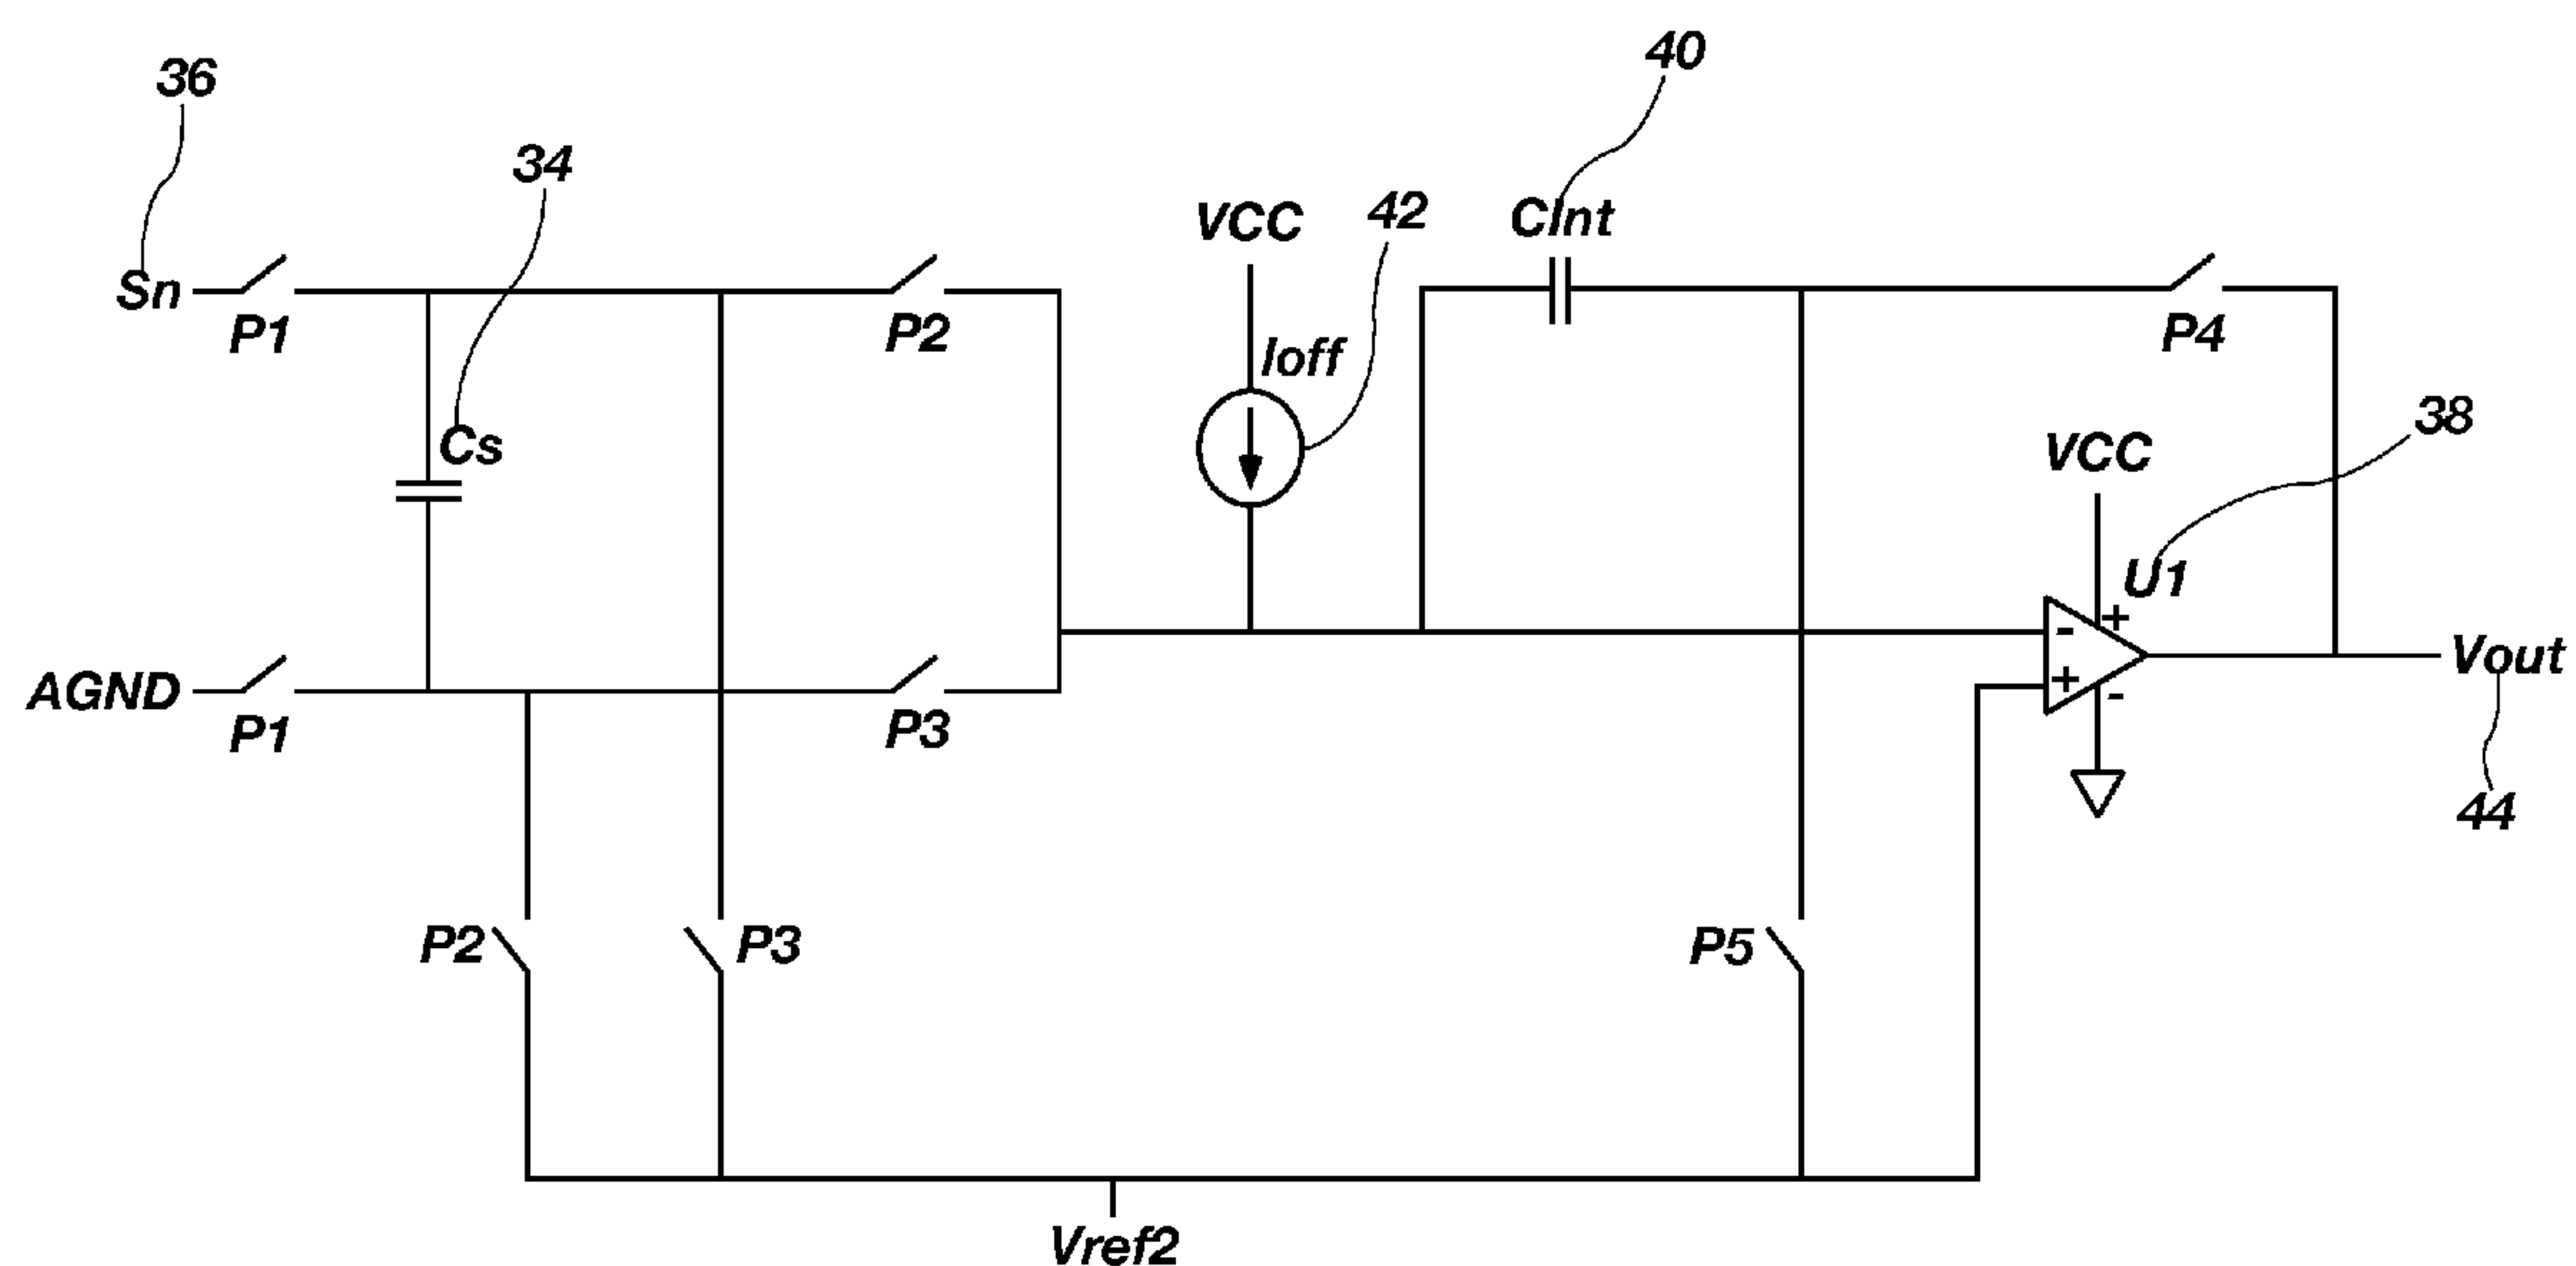 36
34
40
42
VCC
CInt
Sn
P1
P2
P4
Ioff
38
Cs
VCC
U1
+
-
+
-
Vout
AGND
P1
P3
44
P2
P3
P5
Vref2